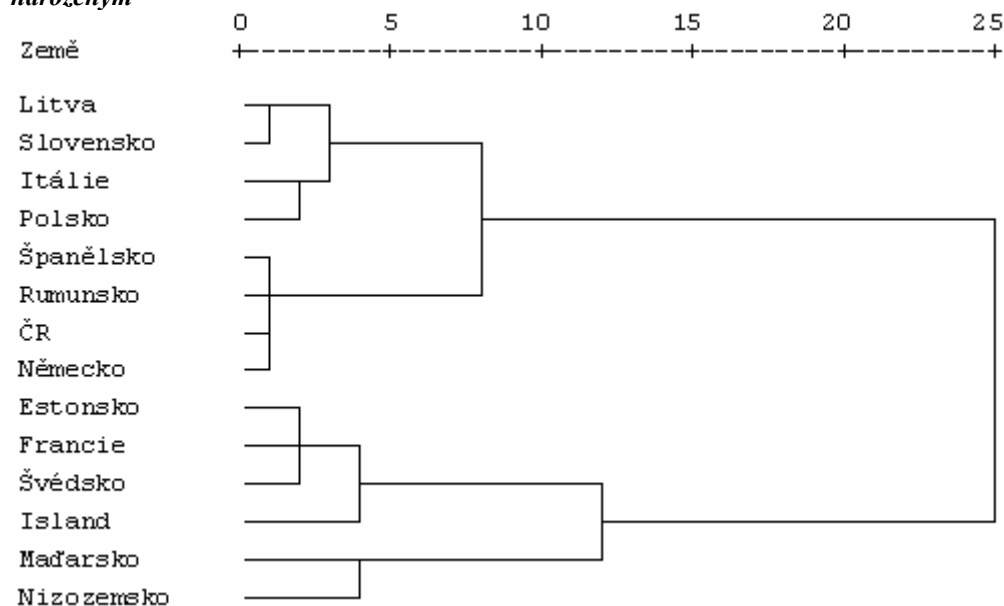 narozeným
0 5 10 15 20 25
Země
Litva
Slovensko
Itálie
Polsko
Španělsko
Rumunsko
ČR
Německo
Estonsko
Francie
Švédsko
Island
Maďarsko
Nizozemsko